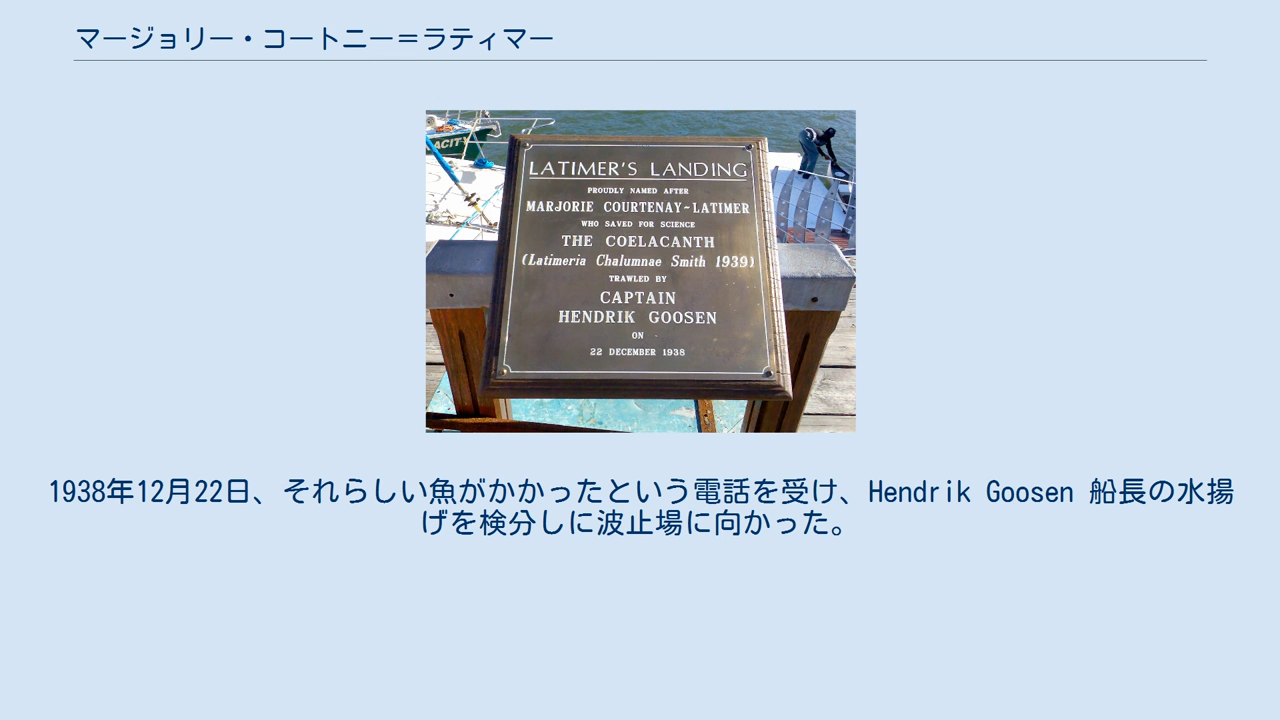 マージョリー・コートニー＝ラティマー
ACITY
LATIMER'S LANDING
PROUDLY NAMED AFTER
MARJORIE COURTENAY-LATIMER
WHO SAVED FOR SCIENCE
THE COELACANTH
(Latimeria Chalumnae Smith 1939)
TRAWLED BY
CAPTAIN
HENDRIK GOOSEN
ON
22 DECEMBER 1938
1938年12月22日、それらしい魚がかかったという電話を受け、Hendrik Goosen 船長の水揚
げを検分しに波止場に向かった。